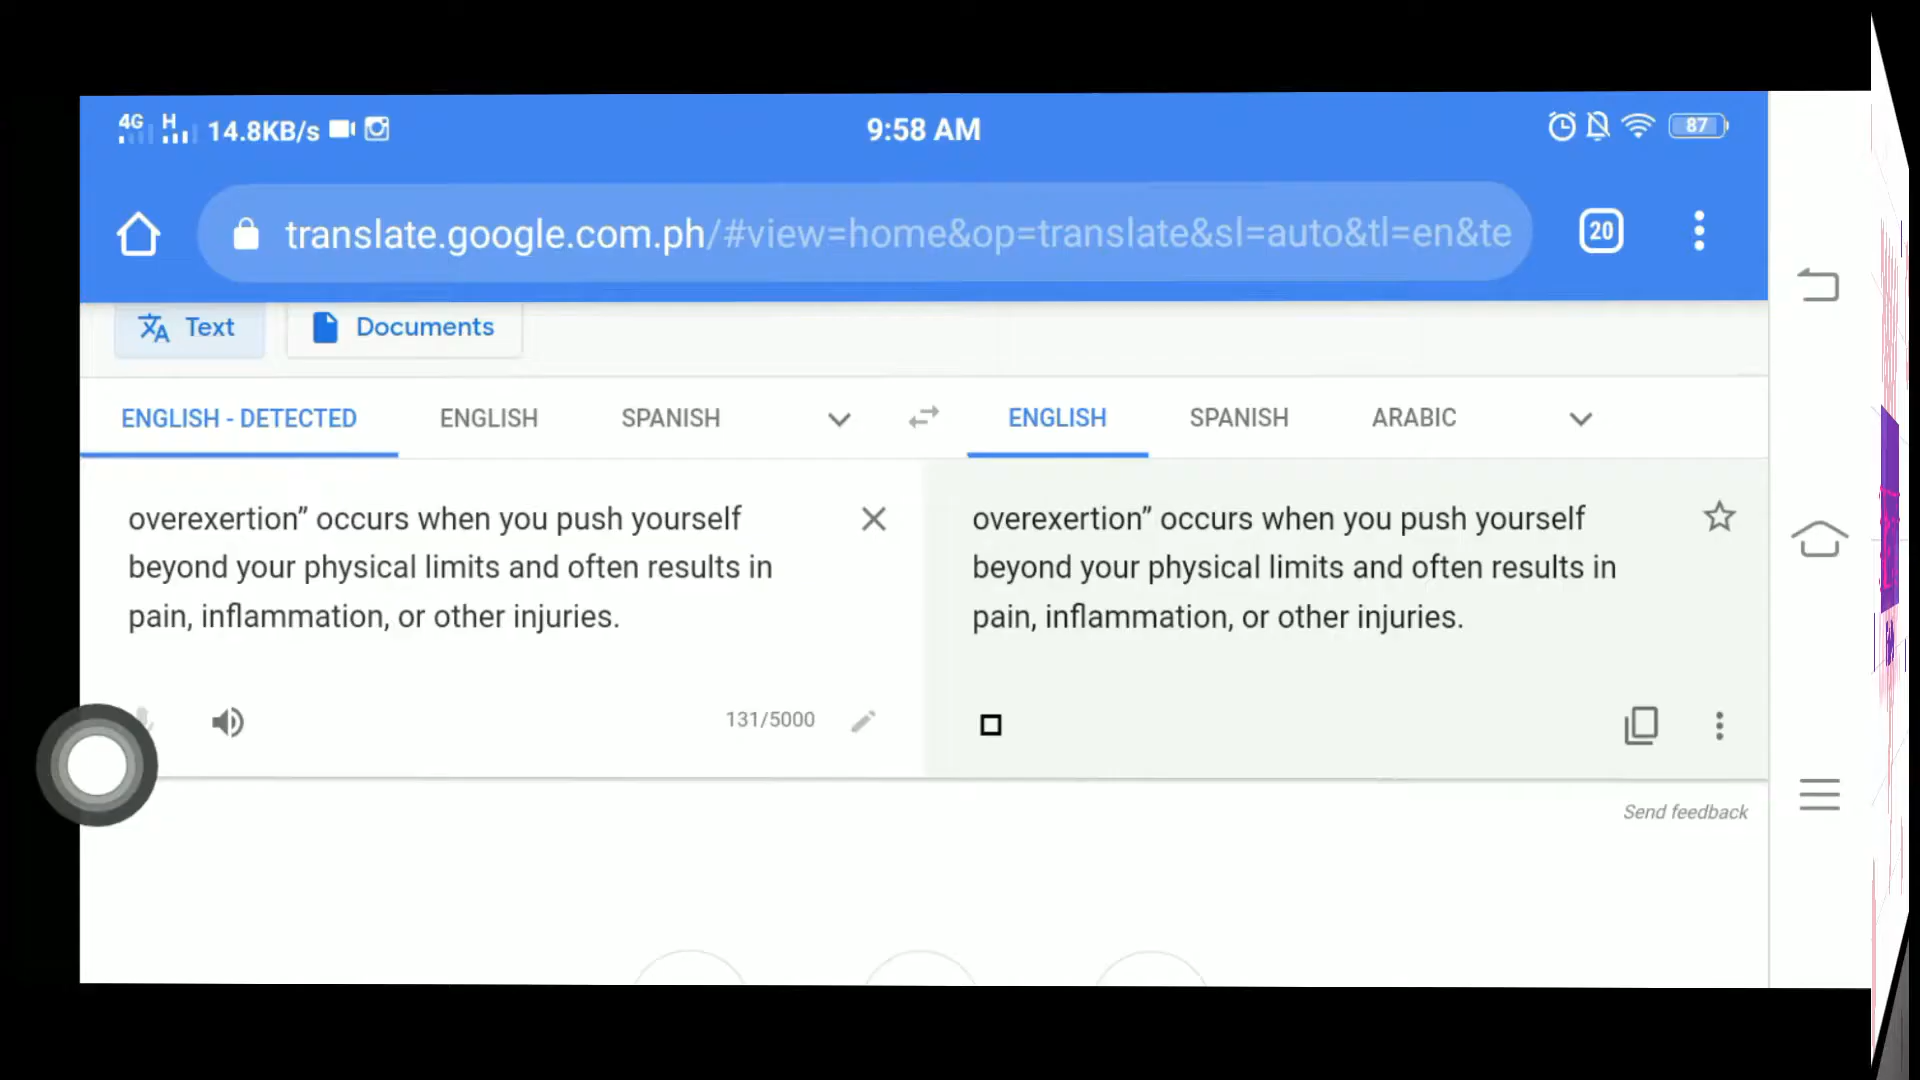 4G H 14.8KB/s 9:58 AM 87
translate.google.com.ph/#view=home&op=translate&sl=auto&tl=en&te 20
Text Documents
ENGLISH - DETECTED ENGLISH SPANISH ENGLISH SPANISH ARABIC
overexertion” occurs when you push yourself
beyond your physical limits and often results in
pain, inflammation, or other injuries.
131/5000
overexertion” occurs when you push yourself
beyond your physical limits and often results in
pain, inflammation, or other injuries.
Send feedback